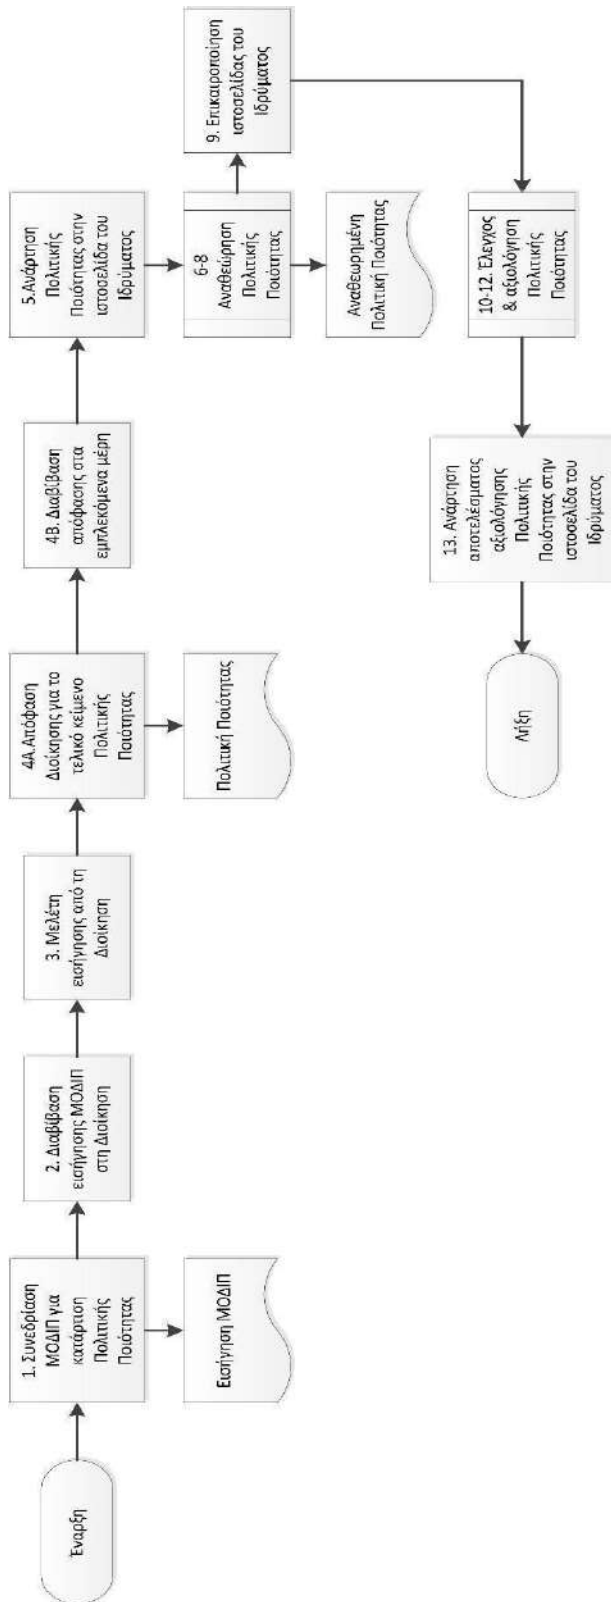 Έναρξη
1. Συνεδρίαση
ΜΟΔΙΠ για
κατάρτιση
Πολιτικής
Ποιότητας
Εισήγηση ΜΟΔΙΠ
2. Διαβίβαση
εισήγησης ΜΟΔΙΠ
στη Διοίκηση
3. Μελέτη
εισήγησης από τη
Διοίκηση
4Α.Απόφαση
Διοίκησης για το
τελικό κείμενο
Πολιτικής
Ποιότητας
Πολιτική Ποιότητας
4Β. Διαβίβαση
απόφασης στα
εμπλεκόμενα μέρη
5.Ανάρτηση
Πολιτικής
Ποιότητας στην
ιστοσελίδα του
Ιδρύματος
6-8
Αναθεώρηση
Πολιτικής
Ποιότητας
Αναθεωρημένη
Πολιτική Ποιότητας
9. Επικαιροποίηση
ιστοσελίδας του
Ιδρύματος
10-12. Έλεγχος
& αξιολόγηση
Πολιτικής
Ποιότητας
13. Ανάρτηση
αποτελέσματος
αξιολόγησης
Πολιτικής
Ποιότητας στην
ιστοσελίδα του
Ιδρύματος
Λήξη